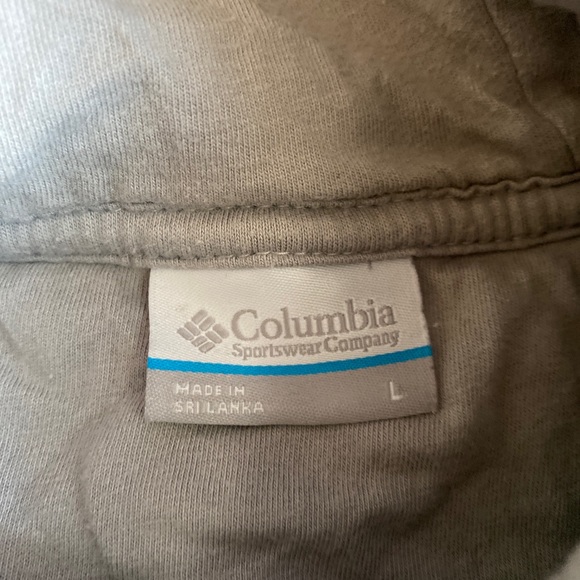 Columbia
Sportswear Company
MADE IN
SRI LANKA
L